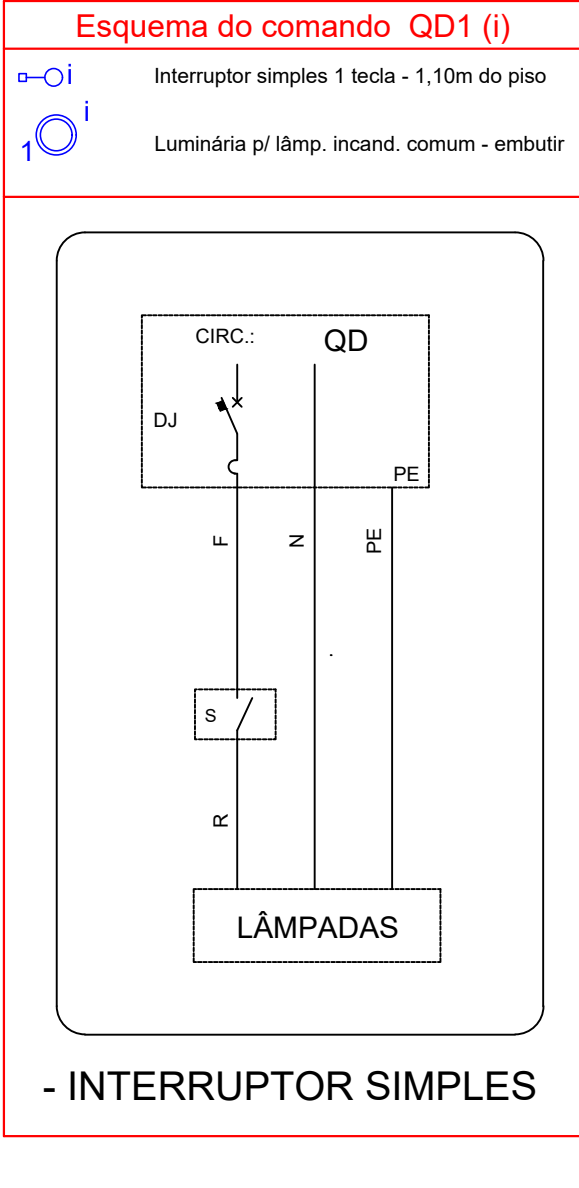 Esquema do comando QD1 (i)
i
Interruptor simples 1 tecla - 1,10m do piso
i
1
Luminária p/ lâmp. incand. comum - embutir
CIRC.:
QD
DJ
PE
F
N
PE
S
R
LÂMPADAS
- INTERRUPTOR SIMPLES